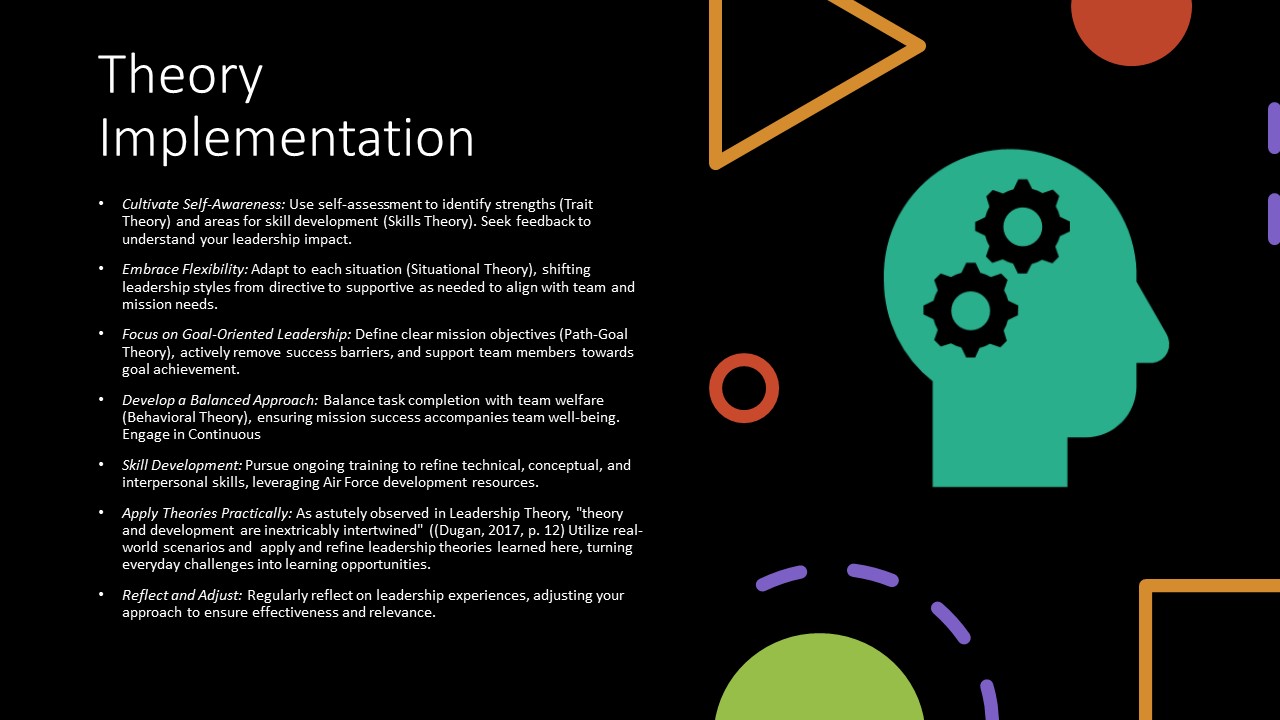 Theory
Implementation
• Cultivate Self-Awareness: Use self-assessment to identify strengths (Trait
Theory) and areas for skill development (Skills Theory). Seek feedback to
understand your leadership impact.
• Embrace Flexibility: Adapt to each situation (Situational Theory), shifting
leadership styles from directive to supportive as needed to align with team and
mission needs.
• Focus on Goal-Oriented Leadership: Define clear mission objectives (Path-Goal
Theory), actively remove success barriers, and support team members towards
goal achievement.
• Develop a Balanced Approach: Balance task completion with team welfare
(Behavioral Theory), ensuring mission success accompanies team well-being.
Engage in Continuous
• Skill Development: Pursue ongoing training to refine technical, conceptual, and
interpersonal skills, leveraging Air Force development resources.
• Apply Theories Practically: As astutely observed in Leadership Theory, "theory
and development are inextricably intertwined" ((Dugan, 2017, p. 12) Utilize real-
world scenarios and apply and refine leadership theories learned here, turning
everyday challenges into learning opportunities.
• Reflect and Adjust: Regularly reflect on leadership experiences, adjusting your
approach to ensure effectiveness and relevance.